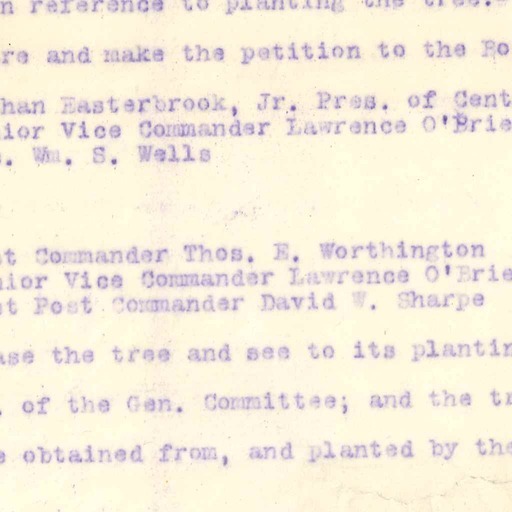 n reference to planting the tree.
re and make the petition to the Bo
han Easterbrook, Jr. Pres. of Cent
ior Vice Commander Lawrence O'Brie
. Wm. S. Wells
t Commander Thos. E. Worthington
nior Vice Commander Lawrence O'Brie
t Post Commander David W. Sharpe
ase the tree and see to its plantin
. of the Gen. Committee; and the tr
e obtained from, and planted by the